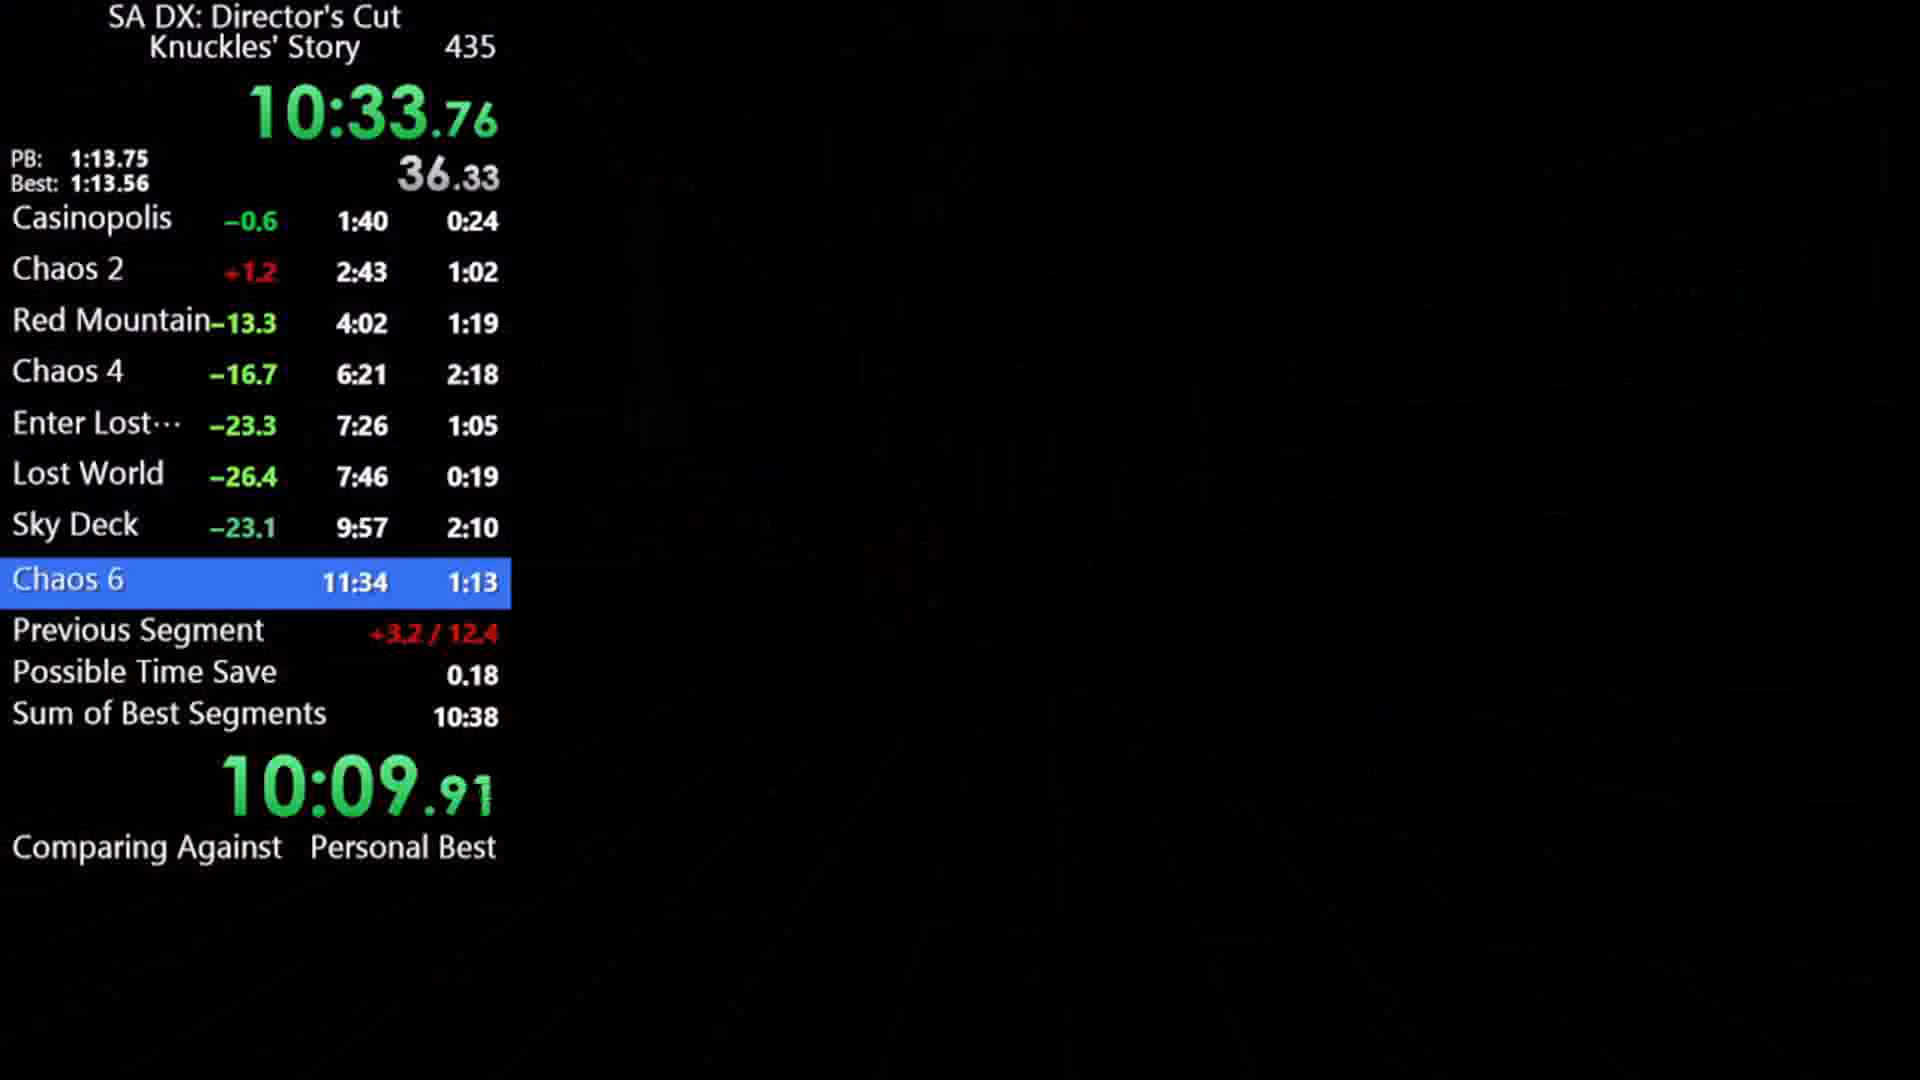 SA DX: Director's Cut
Knuckles' Story 435
10:33.76
PB: 1:13.75
Best: 1:13.56
36.33
Casinopolis −0.6 1:40 0:24
Chaos 2 +1.2 2:43 1:02
Red Mountain −13.3 4:02 1:19
Chaos 4 −16.7 6:21 2:18
Enter Lost... −23.3 7:26 1:05
Lost World −26.4 7:46 0:19
Sky Deck −23.1 9:57 2:10
Chaos 6 11:34 1:13
Previous Segment +3.2 / 12.4
Possible Time Save 0.18
Sum of Best Segments 10:38
10:09.91
Comparing Against Personal Best